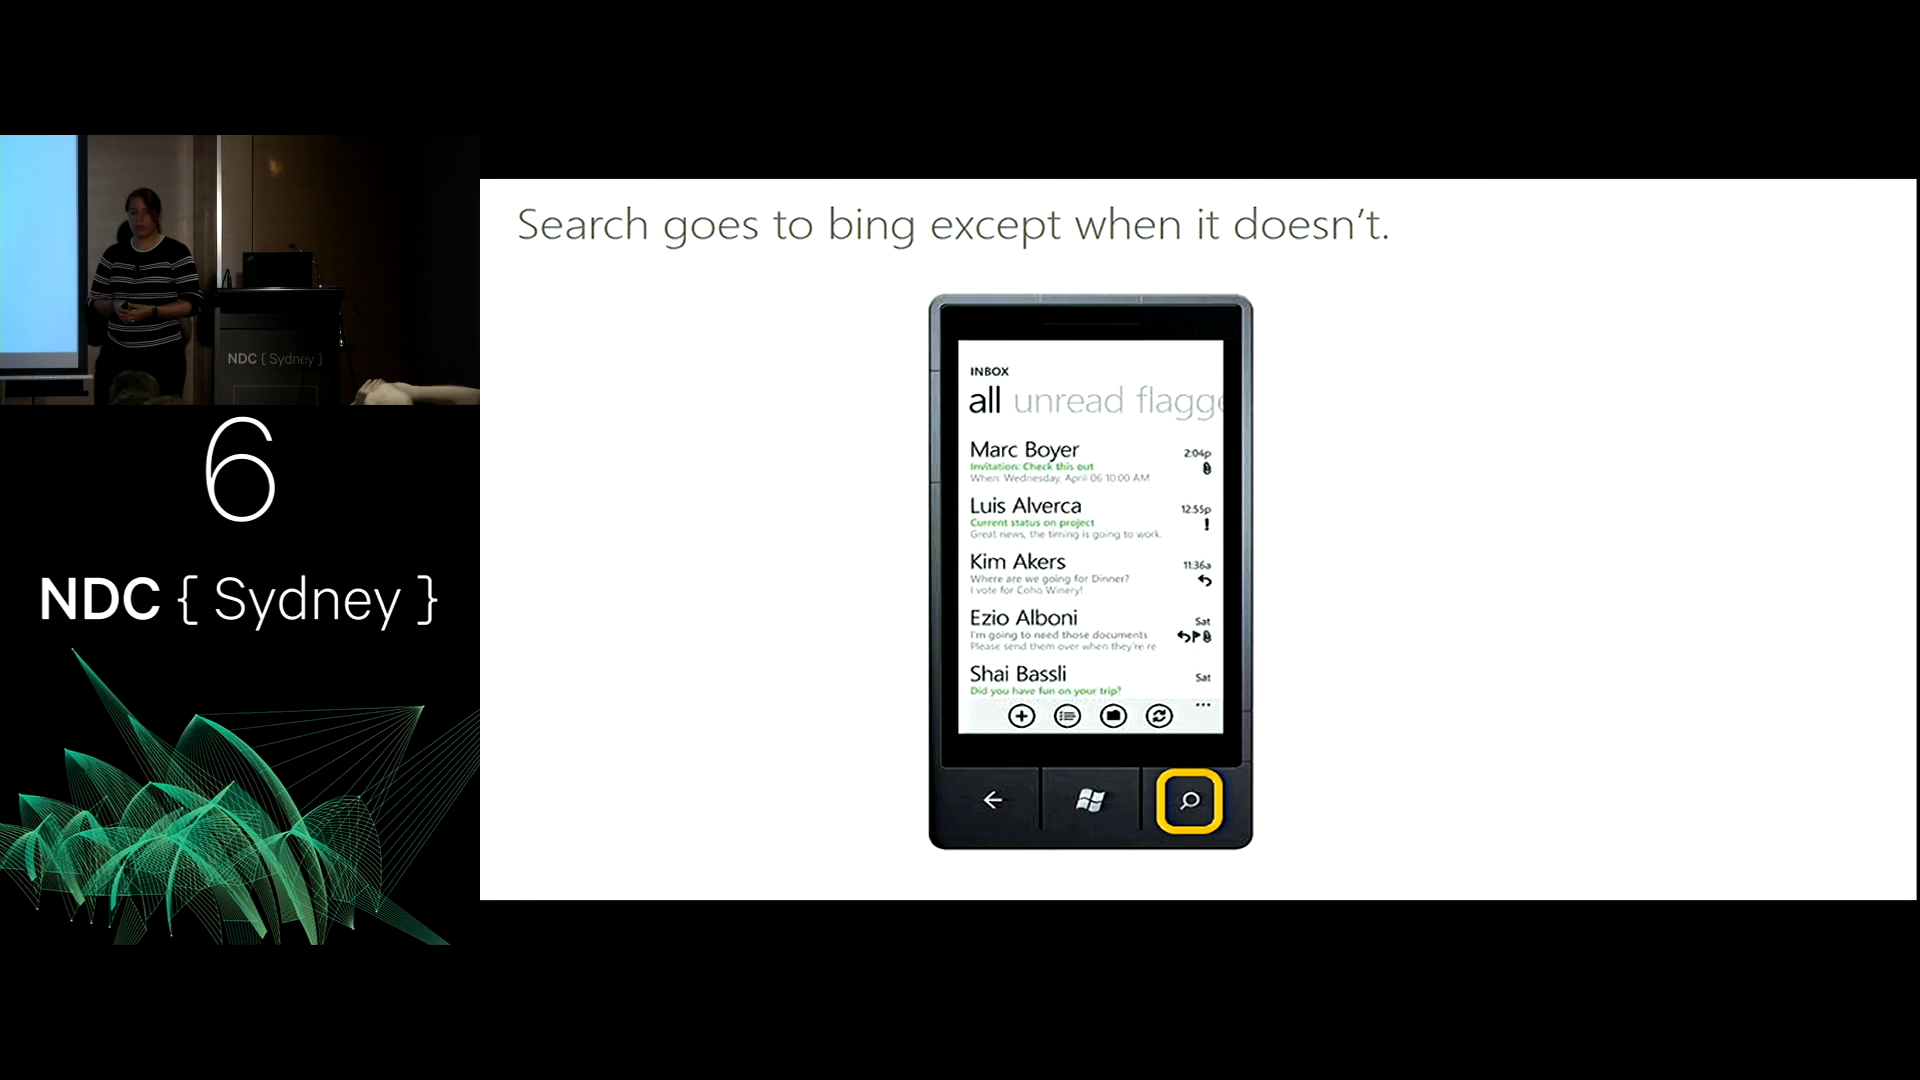 NDC { Sydney }
6
NDC { Sydney }
Search goes to bing except when it doesn't.
INBOX
all unread flagge
Marc Boyer 2:04p
Invitation: Check this out
When: Wednesday, April 06 10:00 AM
Luis Alverca 12:55p
Current status on project !
Great news, the timing is going to work.
Kim Akers 11:36a
Where are we going for Dinner?
I vote for Coho Winery!
Ezio Alboni Sat
I'm going to need those documents
Please send them over when they're re
Shai Bassli Sat
Did you have fun on your trip?
...